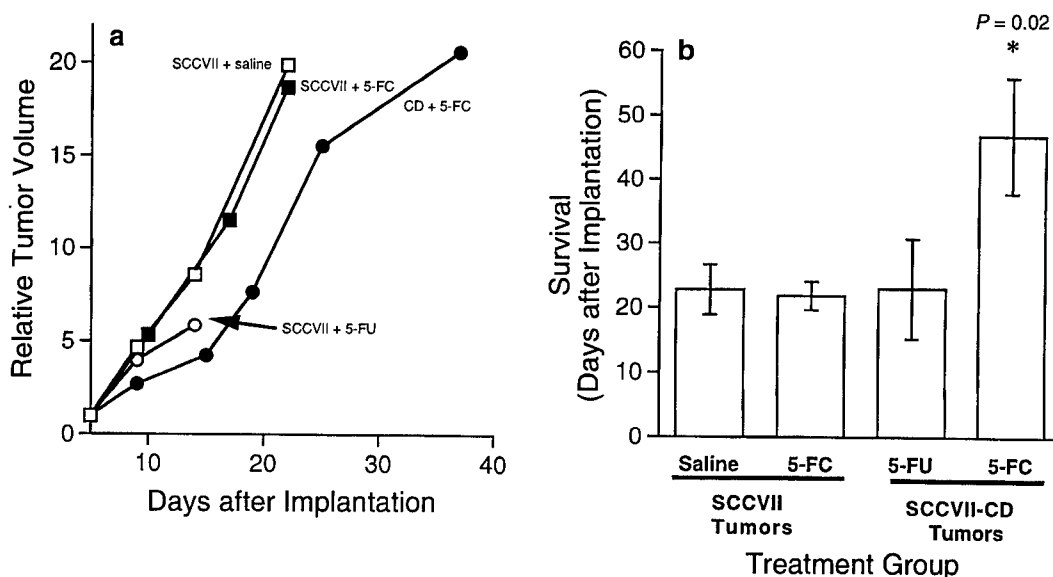 a
Relative Tumor Volume
20
15
10
5
0
10
20
30
40
Days after Implantation
SCCVII + saline
SCCVII + 5-FC
CD + 5-FC
SCCVII + 5-FU
b
P = 0.02
*
Survival
(Days after Implantation)
60
50
40
30
20
10
0
Saline
5-FC
5-FU
5-FC
SCCVII
Tumors
SCCVII-CD
Tumors
Treatment Group